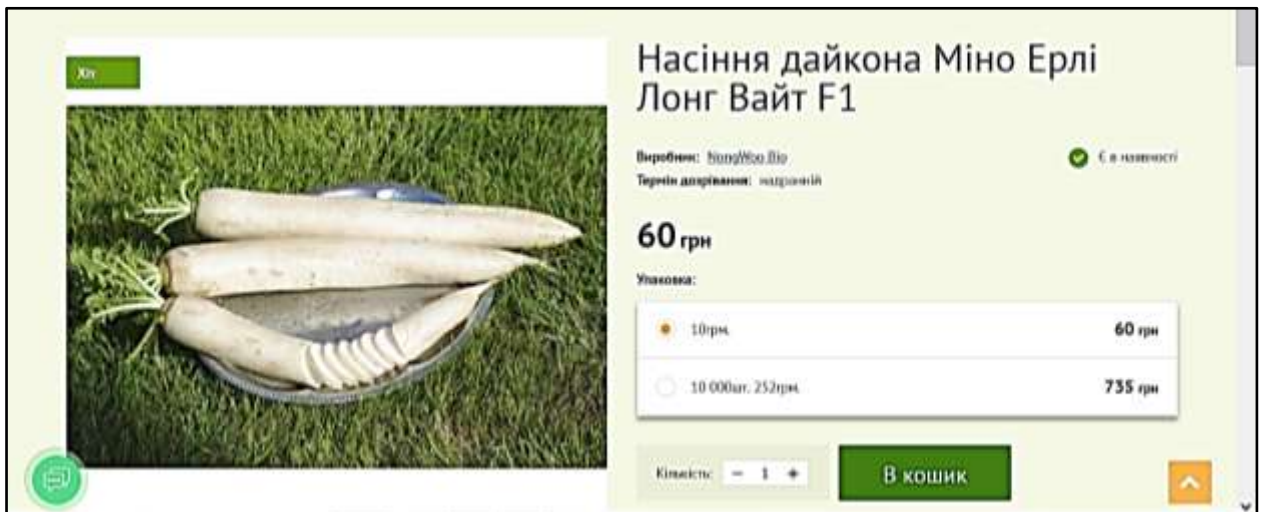 Хіт
Насіння дайкона Міно Ерлі
Лонг Вайт F1
Виробник: NongWoo Bio
Є в наявності
Термін дозрівання: надранній
60 грн
Упаковка:
10грм. 60 грн
10 000шт. 252грм. 735 грн
Кількість: − 1 +
В кошик